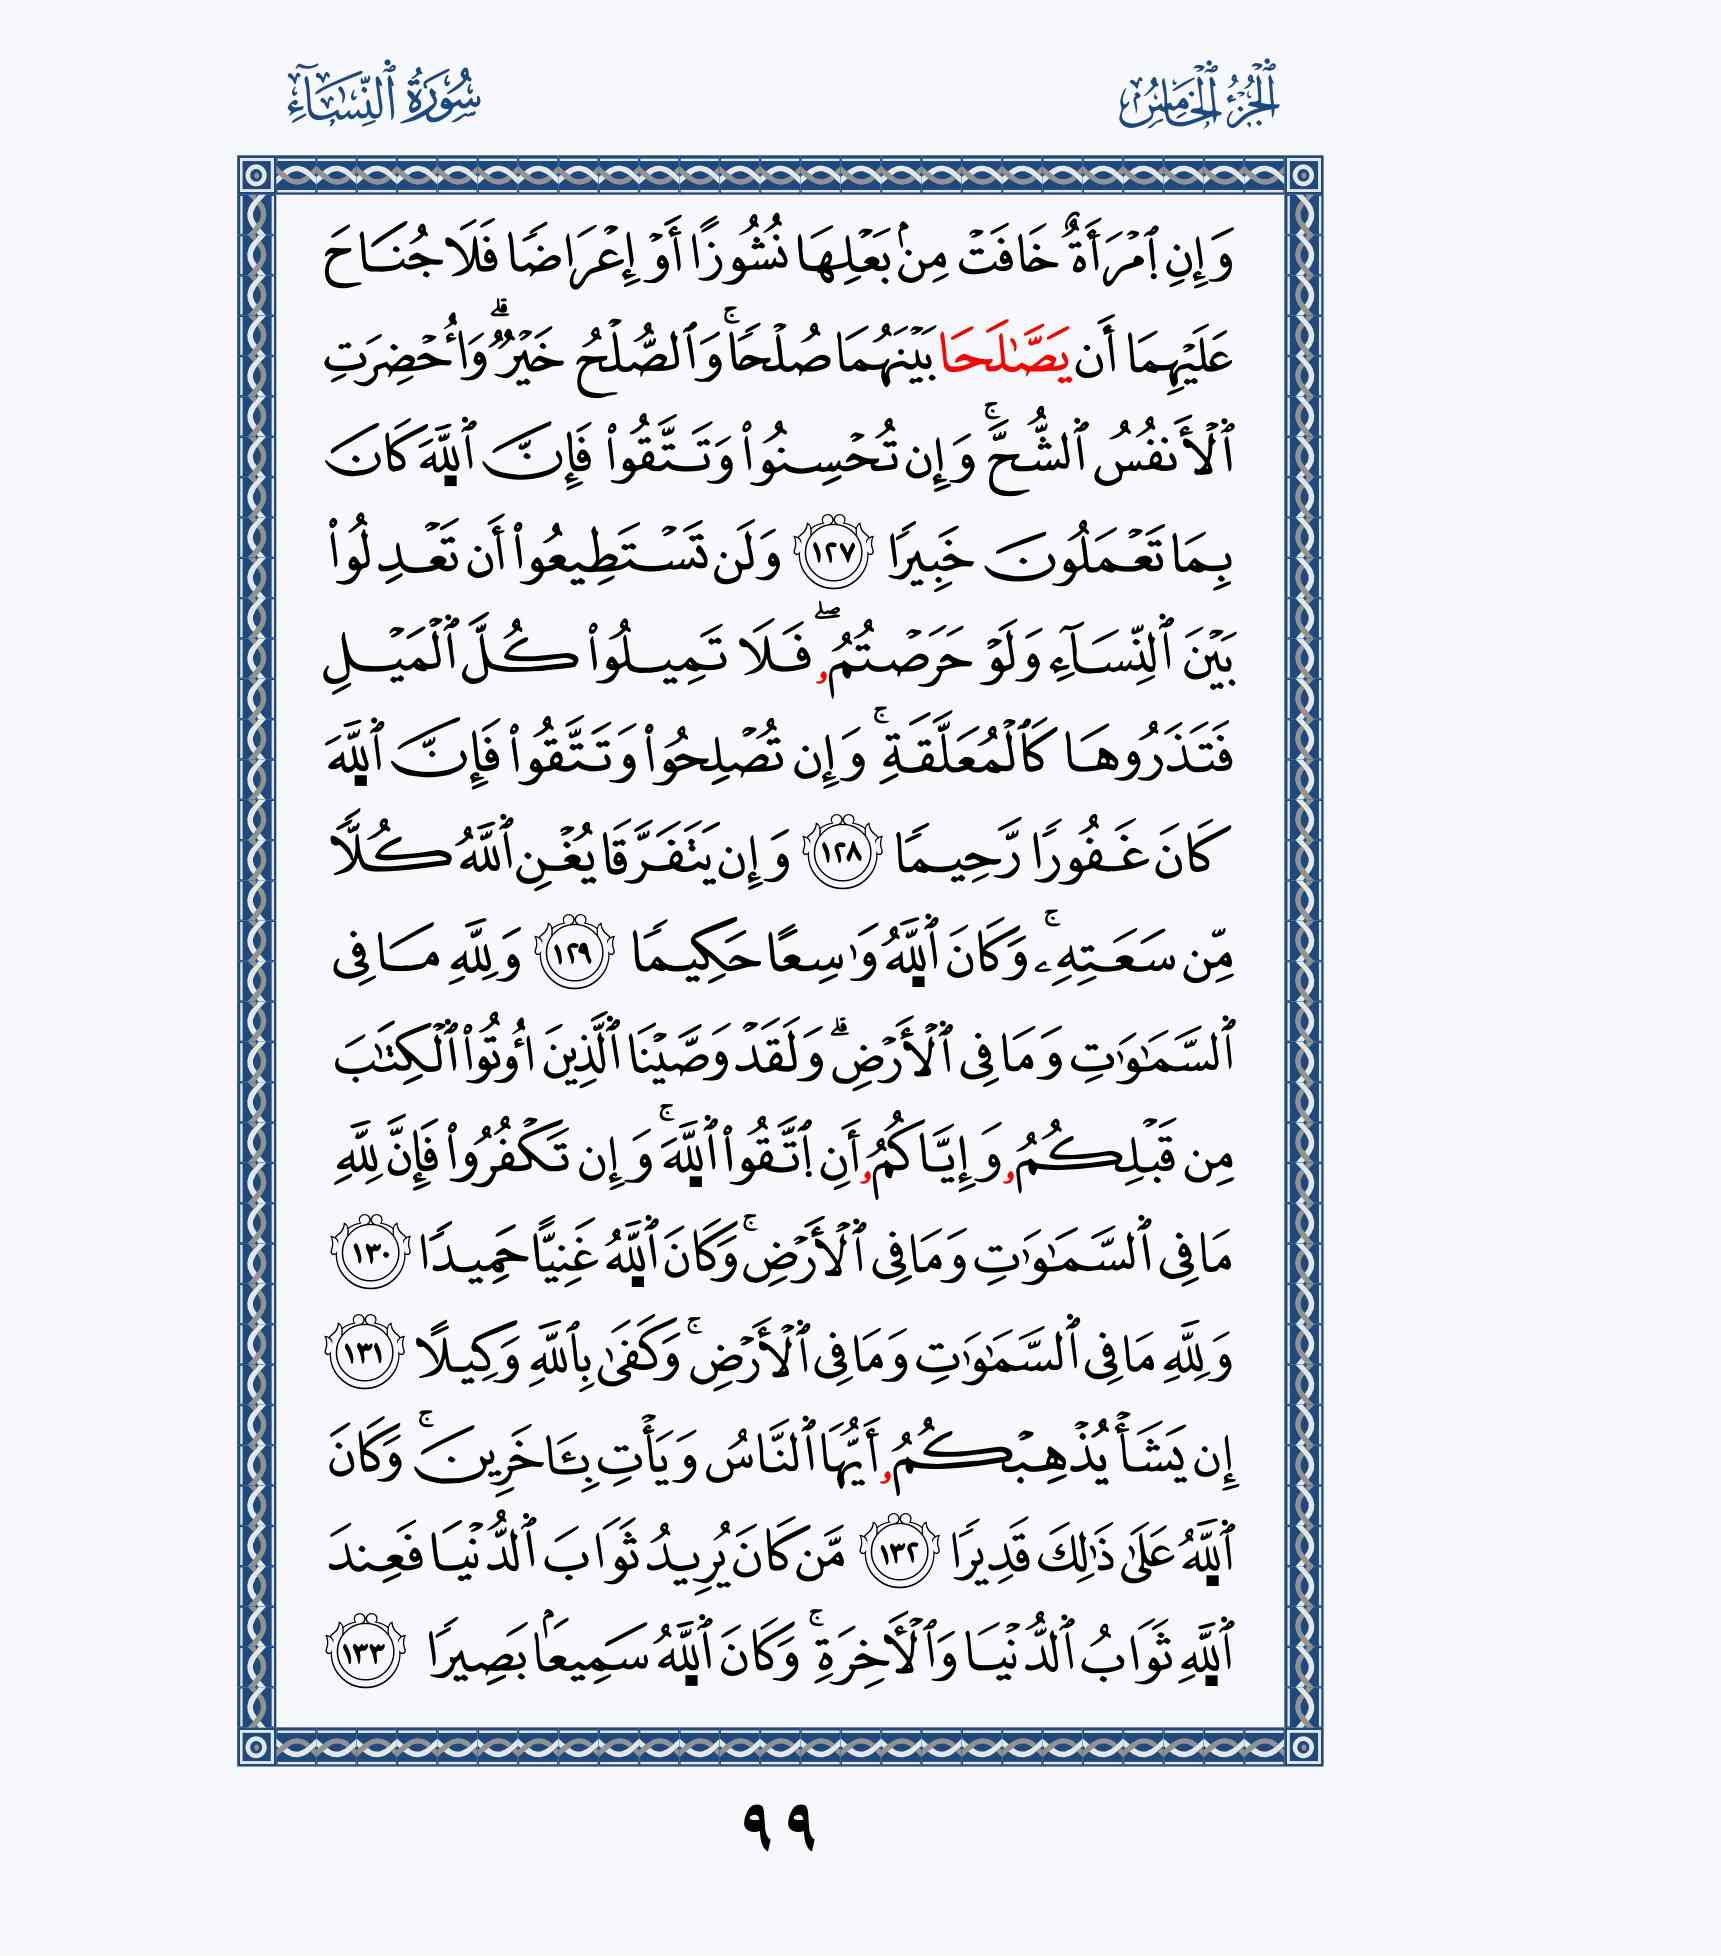 ٱلْجُزْءُ ٱلْخَامِسُ
سُورَةُ ٱلنِّسَآءِ
وَإِنِ ٱمْرَأَةٌ خَافَتْ مِنۢ بَعْلِهَا نُشُوزًا أَوْ إِعْرَاضًا فَلَا جُنَاحَ
عَلَيْهِمَا أَن يَصَّٰلَحَا بَيْنَهُمَا صُلْحًا ۚ وَٱلصُّلْحُ خَيْرٌ ۗ وَأُحْضِرَتِ
ٱلْأَنفُسُ ٱلشُّحَّ ۚ وَإِن تُحْسِنُوا۟ وَتَتَّقُوا۟ فَإِنَّ ٱللَّهَ كَانَ
بِمَا تَعْمَلُونَ خَبِيرًا ١٢٧ وَلَن تَسْتَطِيعُوا۟ أَن تَعْدِلُوا۟
بَيْنَ ٱلنِّسَآءِ وَلَوْ حَرَصْتُمُۥ ۖ فَلَا تَمِيلُوا۟ كُلَّ ٱلْمَيْلِ
فَتَذَرُوهَا كَٱلْمُعَلَّقَةِ ۚ وَإِن تُصْلِحُوا۟ وَتَتَّقُوا۟ فَإِنَّ ٱللَّهَ
كَانَ غَفُورًا رَّحِيمًا ١٢٨ وَإِن يَتَفَرَّقَا يُغْنِ ٱللَّهُ كُلًّا
مِّن سَعَتِهِۦ ۚ وَكَانَ ٱللَّهُ وَٰسِعًا حَكِيمًا ١٢٩ وَلِلَّهِ مَا فِى
ٱلسَّمَٰوَٰتِ وَمَا فِى ٱلْأَرْضِ ۗ وَلَقَدْ وَصَّيْنَا ٱلَّذِينَ أُوتُوا۟ ٱلْكِتَٰبَ
مِن قَبْلِكُمُۥ وَإِيَّاكُمُۥ أَنِ ٱتَّقُوا۟ ٱللَّهَ ۚ وَإِن تَكْفُرُوا۟ فَإِنَّ لِلَّهِ
مَا فِى ٱلسَّمَٰوَٰتِ وَمَا فِى ٱلْأَرْضِ ۚ وَكَانَ ٱللَّهُ غَنِيًّا حَمِيدًا ١٣٠
وَلِلَّهِ مَا فِى ٱلسَّمَٰوَٰتِ وَمَا فِى ٱلْأَرْضِ ۚ وَكَفَىٰ بِٱللَّهِ وَكِيلًا ١٣١
إِن يَشَأْ يُذْهِبْكُمُۥ أَيُّهَا ٱلنَّاسُ وَيَأْتِ بِـَٔاخَرِينَ ۚ وَكَانَ
ٱللَّهُ عَلَىٰ ذَٰلِكَ قَدِيرًا ١٣٢ مَّن كَانَ يُرِيدُ ثَوَابَ ٱلدُّنْيَا فَعِندَ
ٱللَّهِ ثَوَابُ ٱلدُّنْيَا وَٱلْأَخِرَةِ ۚ وَكَانَ ٱللَّهُ سَمِيعًۢا بَصِيرًا ١٣٣
٩٩